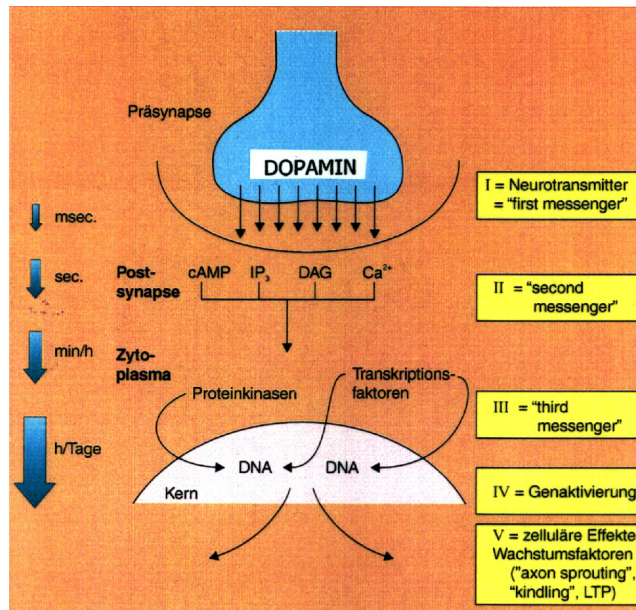 Präsynapse
DOPAMIN
I = Neurotransmitter
= "first messenger"
msec.
sec.
Post-
synapse
cAMP IP₃ DAG Ca²⁺
II = "second
messenger"
min/h
Zyto-
plasma
Proteinkinasen
Transkriptions-
faktoren
III = "third
messenger"
h/Tage
DNA DNA
Kern
IV = Genaktivierung
V = zelluläre Effekte
Wachstumsfaktoren
("axon sprouting",
"kindling", LTP)